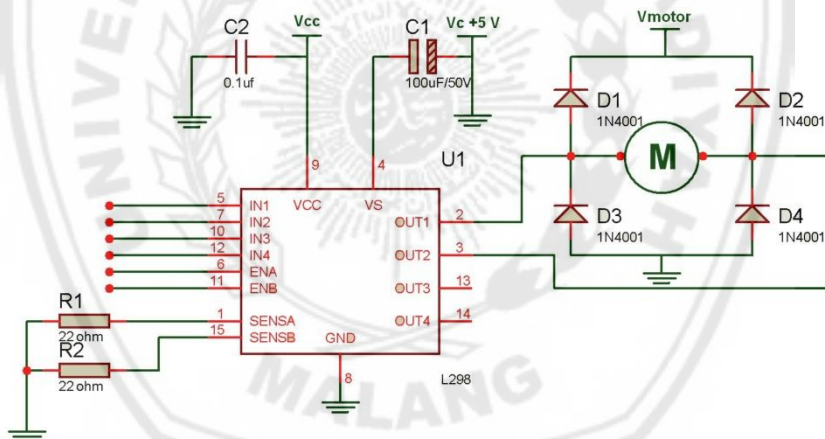 C2
0.1uf
Vcc
C1
100uF/50V
Vc +5 V
Vmotor
D1
1N4001
D2
1N4001
M
D3
1N4001
D4
1N4001
U1
9
4
VCC
VS
5
IN1
7
IN2
10
IN3
12
IN4
6
ENA
11
ENB
1
SENSA
15
SENSB
GND
8
OUT1
2
OUT2
3
OUT3
13
OUT4
14
L298
R1
22 ohm
R2
22 ohm
MALANG